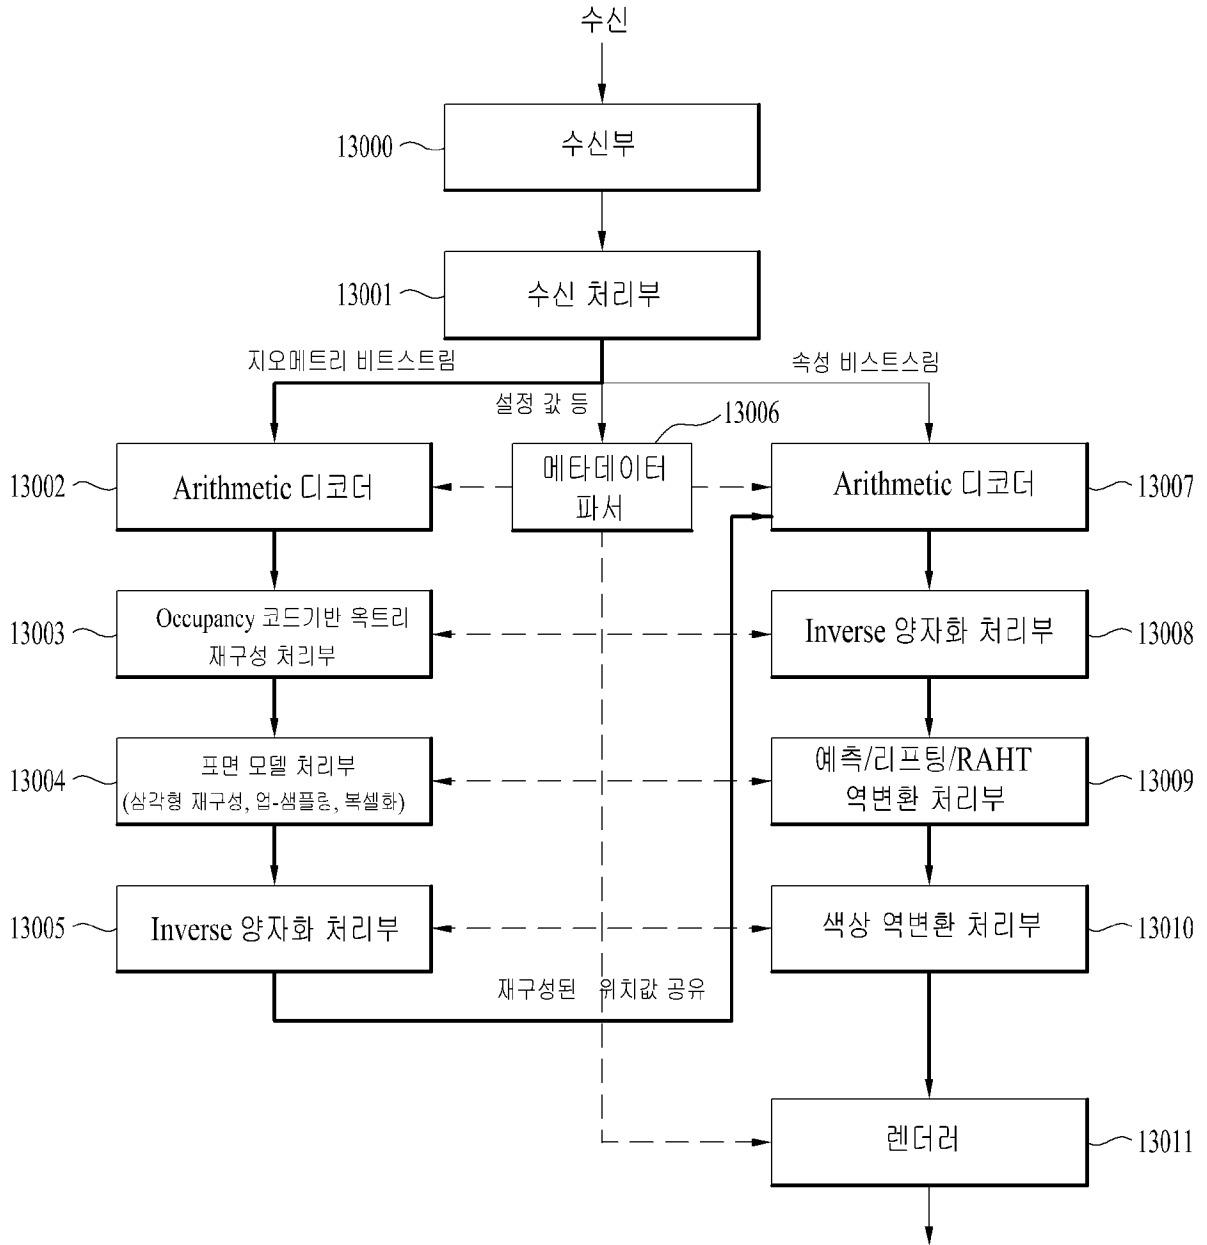 수신
13000
수신부
13001
수신 처리부
지오메트리 비트스트림
속성 비스트스림
설정 값 등
13006
13002
Arithmetic 디코더
메타데이터
파서
Arithmetic 디코더
13007
13003
Occupancy 코드기반 옥트리
재구성 처리부
Inverse 양자화 처리부
13008
13004
표면 모델 처리부
(삼각형 재구성, 업-샘플링, 복셀화)
예측/리프팅/RAHT
역변환 처리부
13009
13005
Inverse 양자화 처리부
색상 역변환 처리부
13010
재구성된 위치값 공유
렌더러
13011